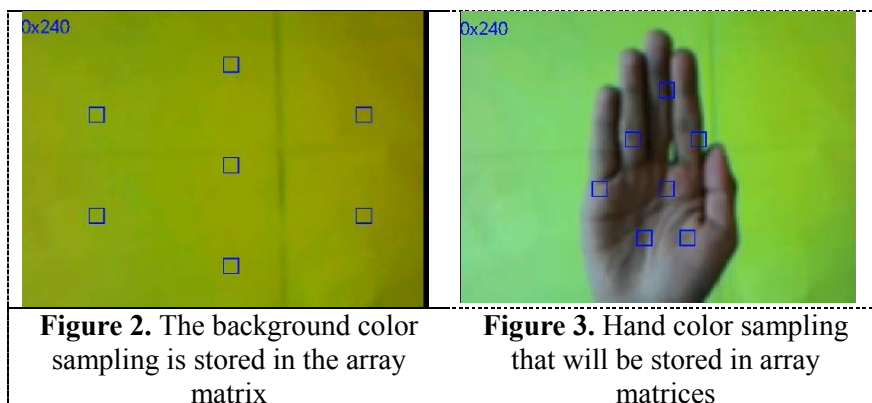 0x240
0x240
Figure 2. The background color
sampling is stored in the array
matrix
Figure 3. Hand color sampling
that will be stored in array
matrices